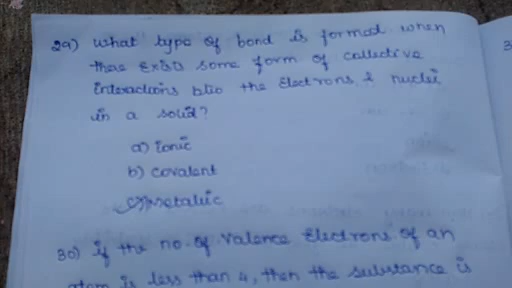 29) What type of bond is formed when
there exists some form of collective
interactions b/w the electrons & nuclei
in a solid?
a) ionic
b) covalent
c) metallic
30) if the no. of valence electrons of an
atom is less than 4, then the substance is